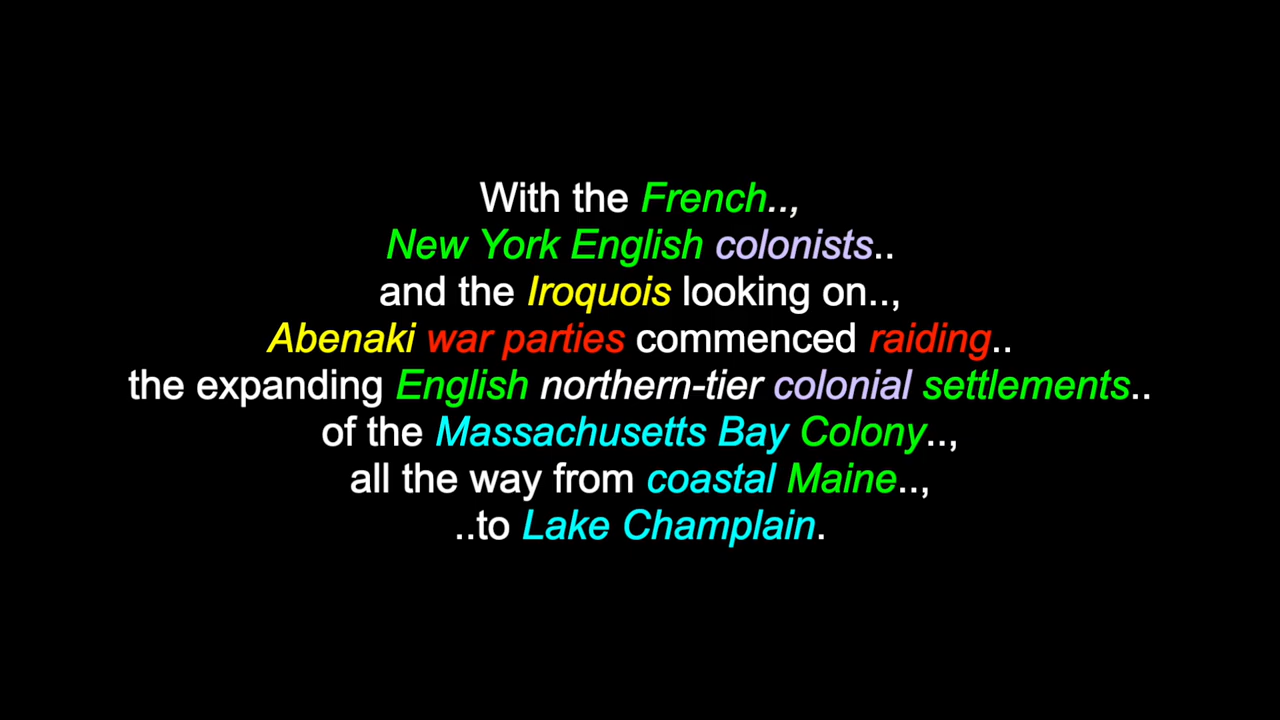 With the French..,
New York English colonists..
and the Iroquois looking on..,
Abenaki war parties commenced raiding..
the expanding English northern-tier colonial settlements..
of the Massachusetts Bay Colony..,
all the way from coastal Maine..,
..to Lake Champlain.